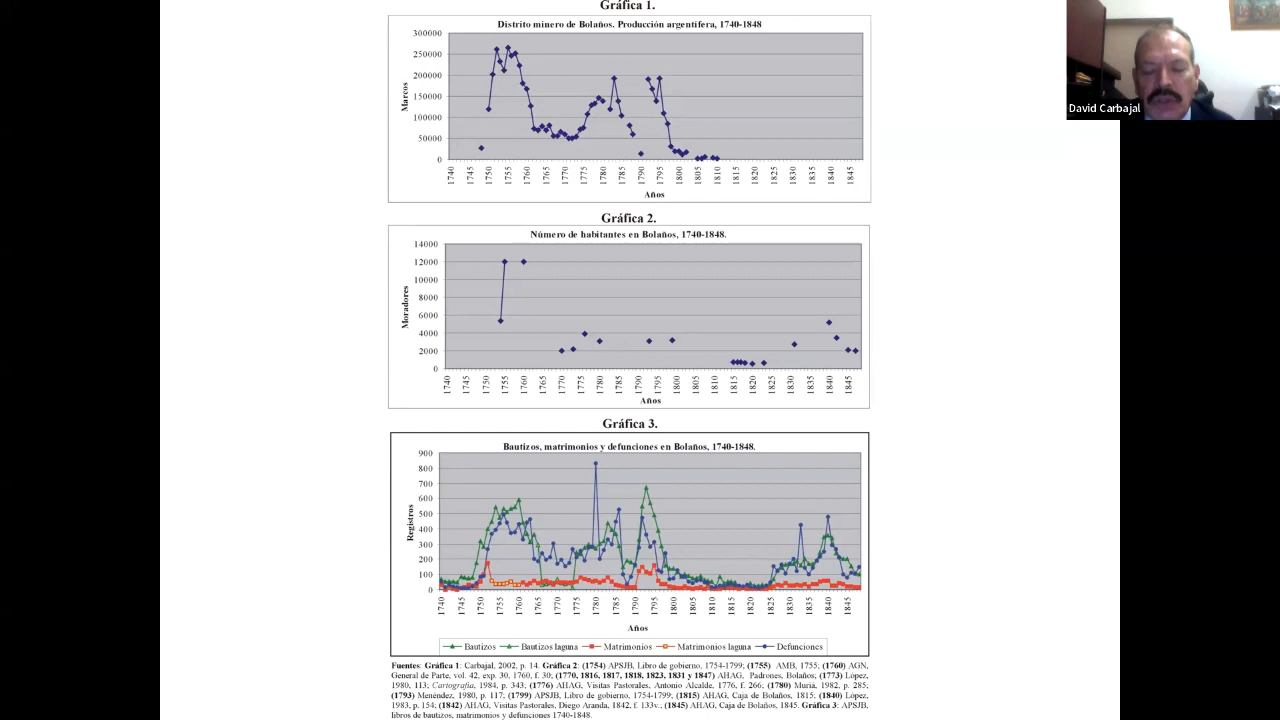 Gráfica 1.
Distrito minero de Bolaños. Producción argentífera, 1740-1848
300000
250000
200000
150000
100000
50000
0
Marcos
1740 1745 1750 1755 1760 1765 1770 1775 1780 1785 1790 1795 1800 1805 1810 1815 1820 1825 1830 1835 1840 1845
Años
David Carbajal
Gráfica 2.
Número de habitantes en Bolaños, 1740-1848.
14000
12000
10000
8000
6000
4000
2000
0
Moradores
1740 1745 1750 1755 1760 1765 1770 1775 1780 1785 1790 1795 1800 1805 1810 1815 1820 1825 1830 1835 1840 1845
Años
Gráfica 3.
Bautizos, matrimonios y defunciones en Bolaños, 1740-1848.
900
800
700
600
500
400
300
200
100
0
Registros
1740 1745 1750 1755 1760 1765 1770 1775 1780 1785 1790 1795 1800 1805 1810 1815 1820 1825 1830 1835 1840 1845
Años
Bautizos Bautizos laguna Matrimonios Matrimonios laguna Defunciones
Fuentes: Gráfica 1: Carbajal, 2002, p. 14. Gráfica 2: (1754) APSJB, Libro de gobierno, 1754-1799; (1755) AMB, 1755; (1760) AGN,
General de Parte, vol. 42, exp. 30, 1760, f. 30; (1770, 1816, 1817, 1818, 1823, 1831 y 1847) AHAG, Padrones, Bolaños; (1773) López,
1980, 113; Cartografía, 1984, p. 343; (1776) AHAG, Visitas Pastorales, Antonio Alcalde, 1776, f. 266; (1780) Muriá, 1982, p. 285;
(1793) Menéndez, 1980, p. 117; (1799) APSJB, Libro de gobierno, 1754-1799; (1815) AHAG, Caja de Bolaños, 1815; (1840) López,
1983, p. 154; (1842) AHAG, Visitas Pastorales, Diego Aranda, 1842, f. 133v., (1845) AHAG, Caja de Bolaños, 1845. Gráfica 3: APSJB,
libros de bautizos, matrimonios y defunciones 1740-1848.